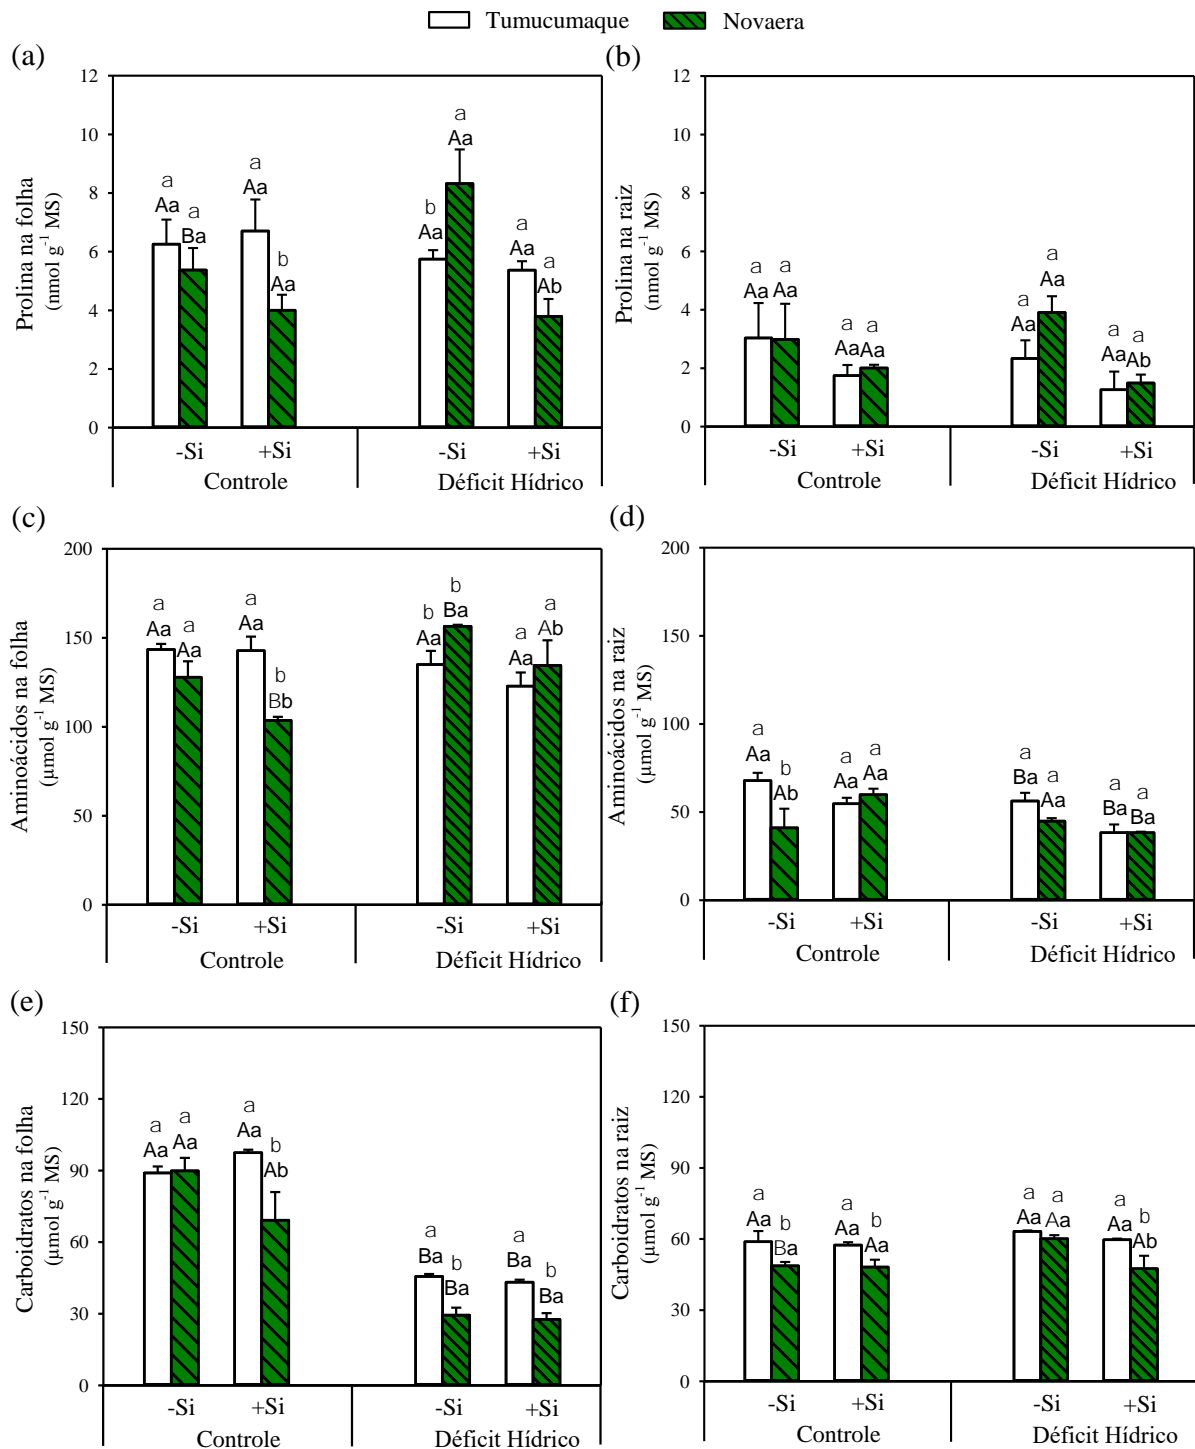 Tumucumaque Novaera
(a)
Prolina na folha
(nmol g-1 MS)
12
10
8
6
4
2
0
a
Aa
a
Ba
a
Aa
b
Aa
b
Aa
a
Aa
a
Aa
a
Ab
-Si +Si -Si +Si
Controle Déficit Hídrico
(b)
Prolina na raiz
(nmol g-1 MS)
12
10
8
6
4
2
0
a a
Aa Aa
a a
Aa Aa
a
Aa
a
Aa
a
Aa
a
Ab
-Si +Si -Si +Si
Controle Déficit Hídrico
(c)
Aminoácidos na folha
(μmol g-1 MS)
200
150
100
50
0
a
Aa
a
Aa
a
Aa
b
Bb
b
Aa
b
Ba
a
Aa
a
Ab
-Si +Si -Si +Si
Controle Déficit Hídrico
(d)
Aminoácidos na raiz
(μmol g-1 MS)
200
150
100
50
0
a
Aa
b
Ab
a
Aa
a
Aa
a
Ba
a
Aa
a
Ba
a
Ba
-Si +Si -Si +Si
Controle Déficit Hídrico
(e)
Carboidratos na folha
(μmol g-1 MS)
150
120
90
60
30
0
a
Aa
a
Aa
a
Aa
b
Ab
a
Ba
b
Ba
a
Ba
b
Ba
-Si +Si -Si +Si
Controle Déficit Hídrico
(f)
Carboidratos na raiz
(μmol g-1 MS)
150
120
90
60
30
0
a
Aa
b
Ba
a
Aa
b
Aa
a
Aa
a
Aa
a
Aa
b
Ab
-Si +Si -Si +Si
Controle Déficit Hídrico